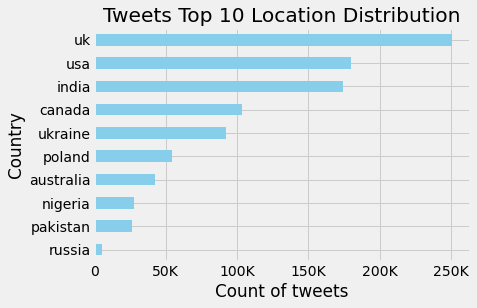 Tweets Top 10 Location Distribution
Country
uk
usa
india
canada
ukraine
poland
australia
nigeria
pakistan
russia
0 50K 100K 150K 200K 250K
Count of tweets